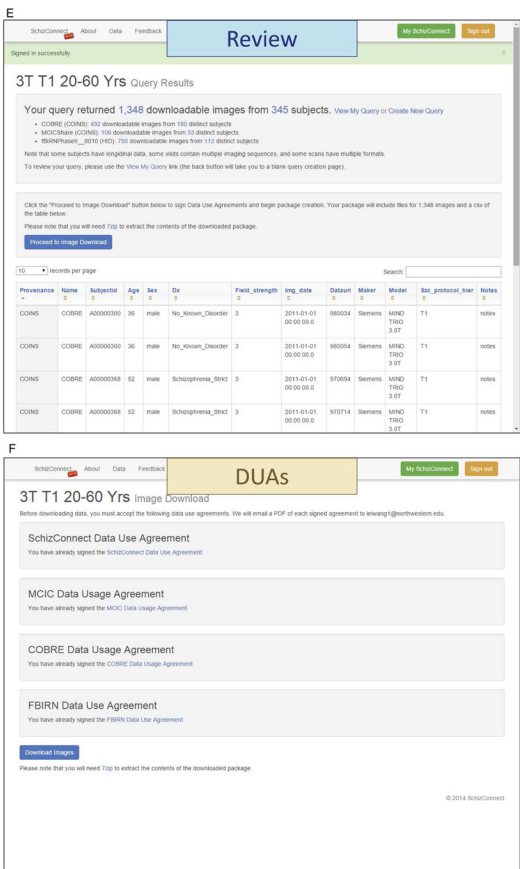 E
SchizConnect About Data Feedback
Review
My SchizConnect Sign out
Signed in successfully. ×
3T T1 20-60 Yrs Query Results
Your query returned 1,348 downloadable images from 345 subjects. View My Query or Create New Query
• COBRE (COINS): 492 downloadable images from 180 distinct subjects
• MCICShare (COINS): 106 downloadable images from 53 distinct subjects
• fBIRNPhaseII__0010 (HID): 750 downloadable images from 112 distinct subjects
Note that some subjects have longidinal data, some visits contain multiple imaging sequences, and some scans have multiple formats.
To review your query, please use the View My Query link (the back button will take you to a blank query creation page).
Click the "Proceed to Image Download" button below to sign Data Use Agreements and begin package creation. Your package will include files for 1,348 images and a csv of
the table below.
Please note that you will need 7zip to extract the contents of the downloaded package.
Proceed to Image Download
10 records per page Search:
Provenance Name Subjectid Age Sex Dx Field_strength Img_date Datauri Maker Model Szc_protocol_hier Notes
COINS COBRE A00000300 36 male No_Known_Disorder 3 2011-01-01 980034 Siemens MIND T1 notes
00:00:00.0 TRIO
3.0T
COINS COBRE A00000300 36 male No_Known_Disorder 3 2011-01-01 980054 Siemens MIND T1 notes
00:00:00.0 TRIO
3.0T
COINS COBRE A00000368 52 male Schizophrenia_Strict 3 2011-01-01 970694 Siemens MIND T1 notes
00:00:00.0 TRIO
3.0T
COINS COBRE A00000368 52 male Schizophrenia_Strict 3 2011-01-01 970714 Siemens MIND T1 notes
00:00:00.0 TRIO
3.0T
F
SchizConnect About Data Feedback
DUAs
My SchizConnect Sign out
3T T1 20-60 Yrs Image Download
Before downloading data, you must accept the following data use agreements. We will email a PDF of each signed agreement to leiwang1@northwestern.edu.
SchizConnect Data Use Agreement
You have already signed the SchizConnect Data Use Agreement
MCIC Data Usage Agreement
You have already signed the MCIC Data Usage Agreement
COBRE Data Usage Agreement
You have already signed the COBRE Data Usage Agreement
FBIRN Data Use Agreement
You have already signed the FBIRN Data Use Agreement
Download Images
Please note that you will need 7zip to extract the contents of the downloaded package.
© 2014 SchizConnect